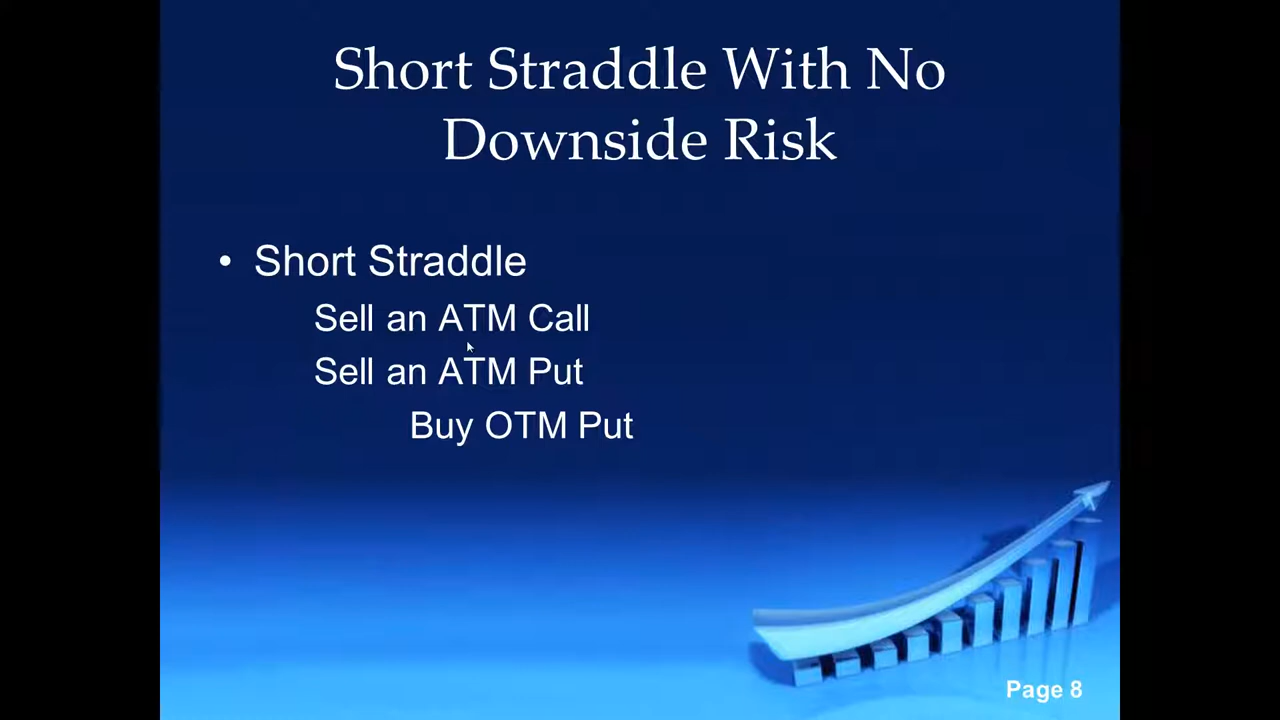 Short Straddle With No
Downside Risk
• Short Straddle
Sell an ATM Call
Sell an ATM Put
Buy OTM Put
Page 8